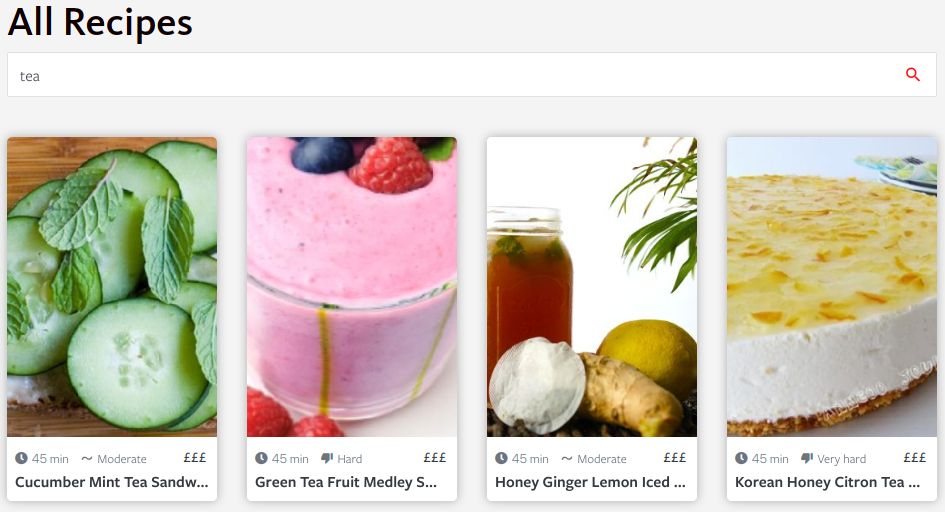 All Recipes
tea
45 min Moderate £££
Cucumber Mint Tea Sandw...
45 min Hard £££
Green Tea Fruit Medley S...
45 min Moderate £££
Honey Ginger Lemon Iced ...
45 min Very hard £££
Korean Honey Citron Tea ...